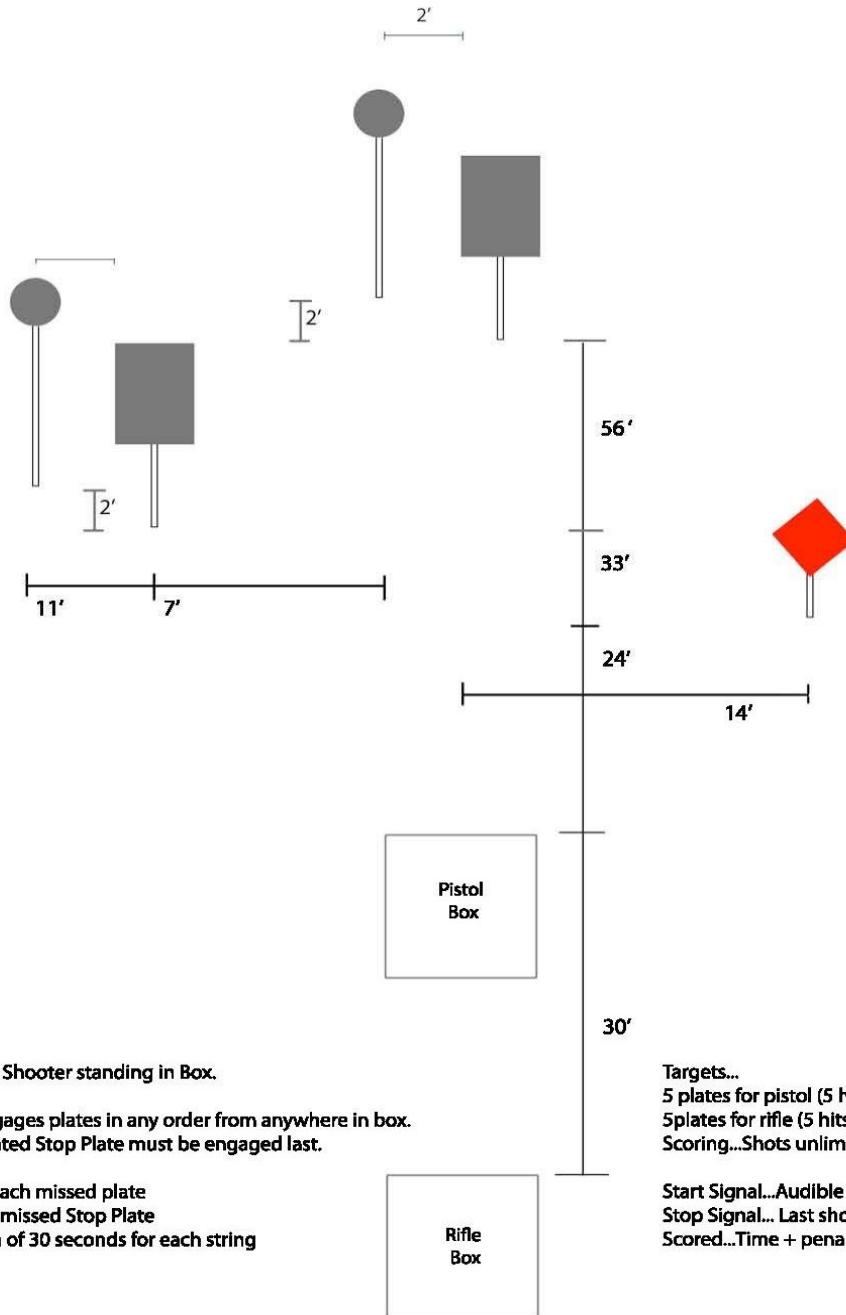 2'
2'
2'
56'
33'
11' 7'
24'
14'
Pistol
Box
30'
Shooter standing in Box.
gages plates in any order from anywhere in box.
ted Stop Plate must be engaged last.
ach missed plate
missed Stop Plate
of 30 seconds for each string
Targets...
5 plates for pistol (5 h
5plates for rifle (5 hits
Scoring...Shots unlim
Start Signal...Audible
Stop Signal... Last sho
Scored...Time + pena
Rifle
Box